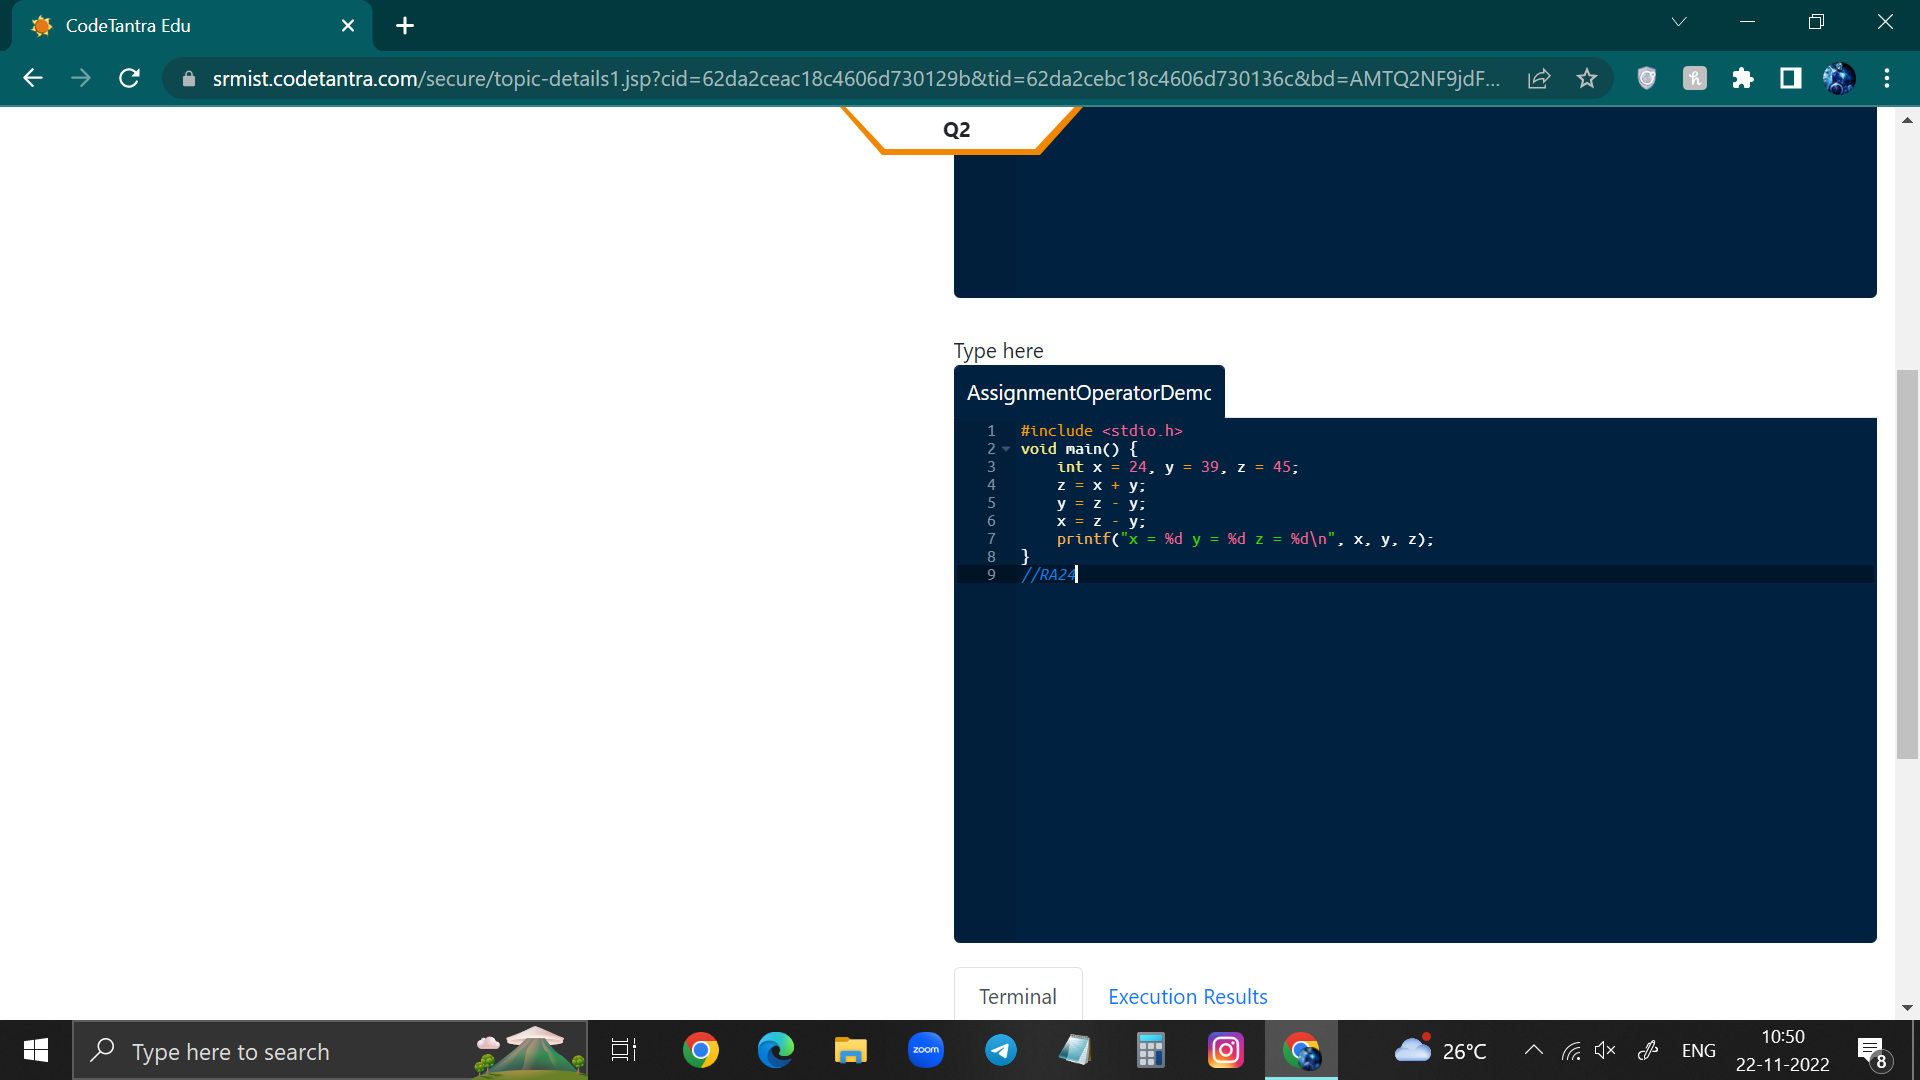 CodeTantra Edu
srmist.codetantra.com/secure/topic-details1.jsp?cid=62da2ceac18c4606d730129b&tid=62da2cebc18c4606d730136c&bd=AMTQ2NF9jdF...
Q2
Type here
AssignmentOperatorDemo
1 #include <stdio.h>
2 void main() {
3 int x = 24, y = 39, z = 45;
4 z = x + y;
5 y = z - y;
6 x = z - y;
7 printf("x = %d y = %d z = %d\n", x, y, z);
8 }
9 //RA24
Terminal Execution Results
Type here to search
zoom
26°C
ENG
10:50
22-11-2022
8